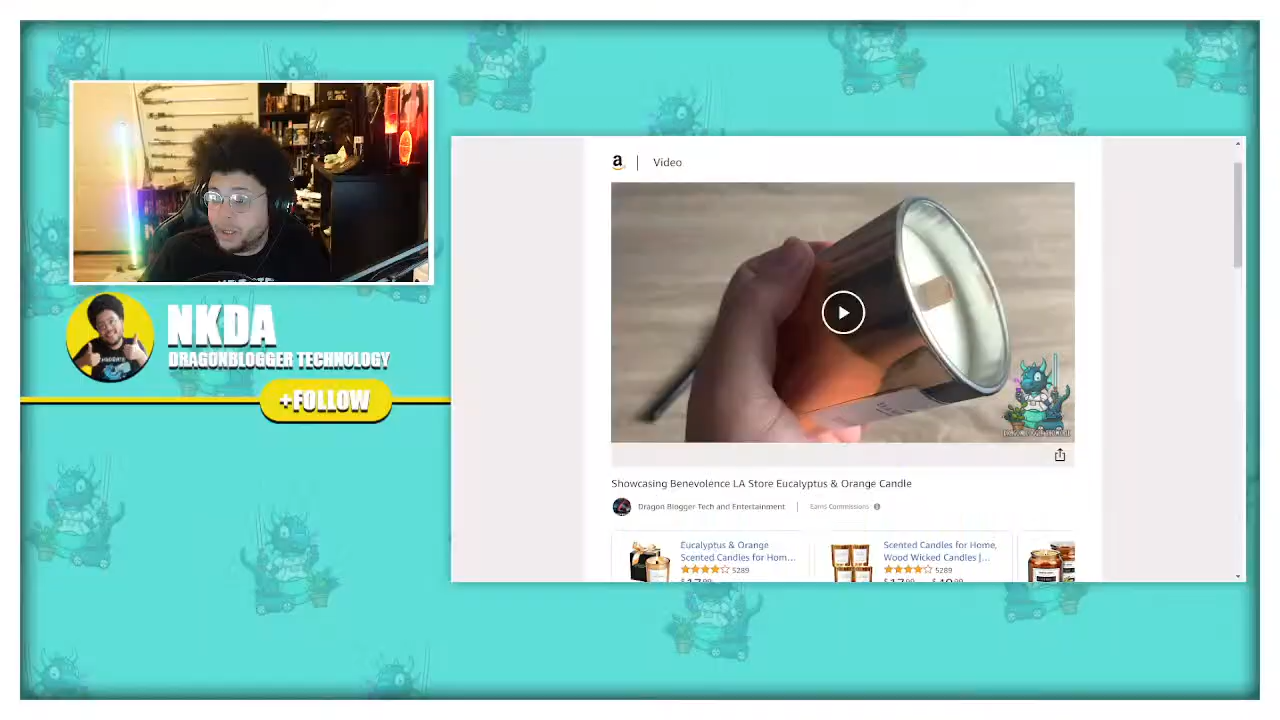 NKDA
DRAGONBLOGGER TECHNOLOGY
+FOLLOW
a
Video
Showcasing Benevolence LA Store Eucalyptus & Orange Candle
Dragon Blogger Tech and Entertainment
Earns Commissions
Eucalyptus & Orange
Scented Candles for Hom...
5289
Scented Candles for Home,
Wood Wicked Candles |...
5289